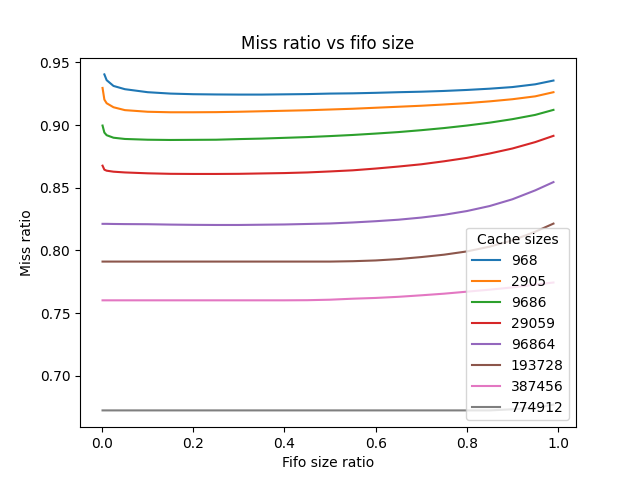 Miss ratio vs fifo size
Miss ratio
0.95
0.90
0.85
0.80
0.75
0.70
0.0 0.2 0.4 0.6 0.8 1.0
Fifo size ratio
Cache sizes
968
2905
9686
29059
96864
193728
387456
774912